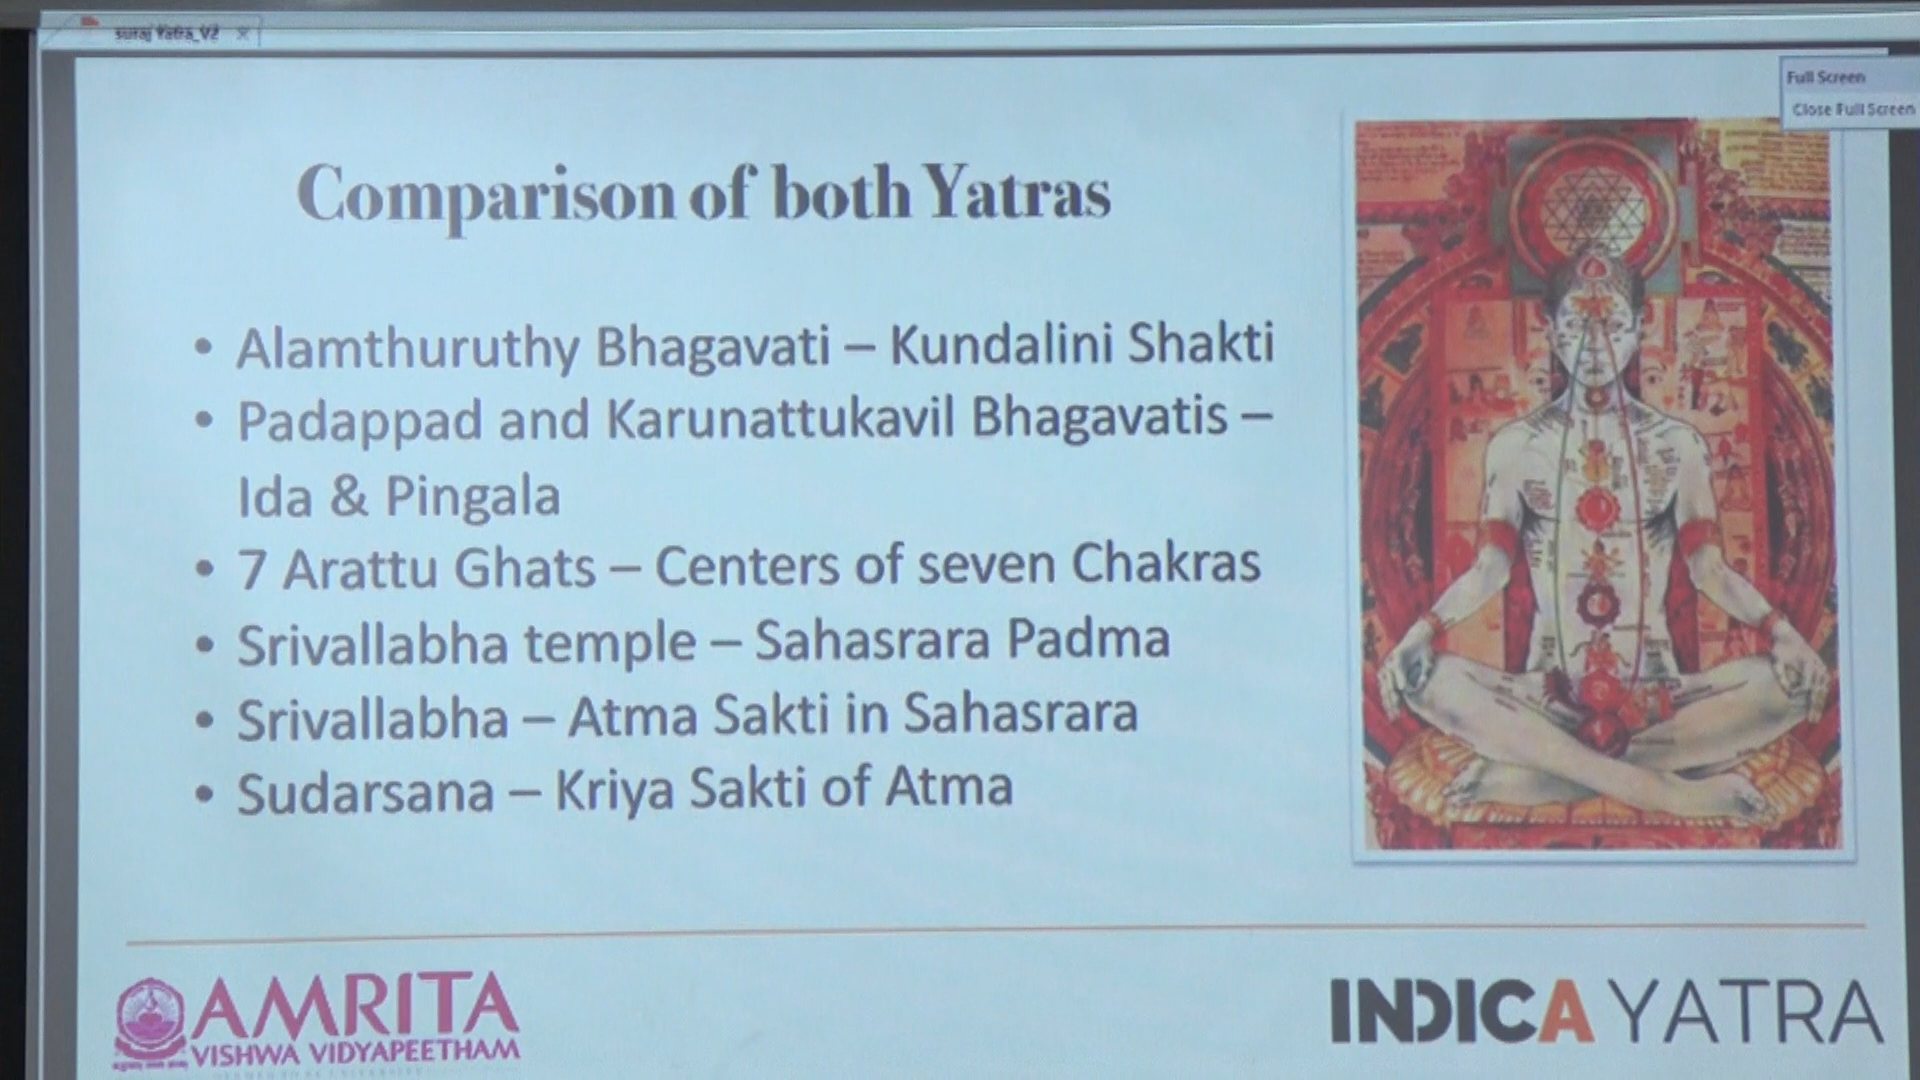 suraj Yatra_V2
Full Screen
Close Full Screen
Comparison of both Yatras
• Alamthuruthy Bhagavati – Kundalini Shakti
• Padappad and Karunattukavil Bhagavatis –
Ida & Pingala
• 7 Arattu Ghats – Centers of seven Chakras
• Srivallabha temple – Sahasrara Padma
• Srivallabha – Atma Sakti in Sahasrara
• Sudarsana – Kriya Sakti of Atma
AMRITA
VISHWA VIDYAPEETHAM
INDICA YATRA